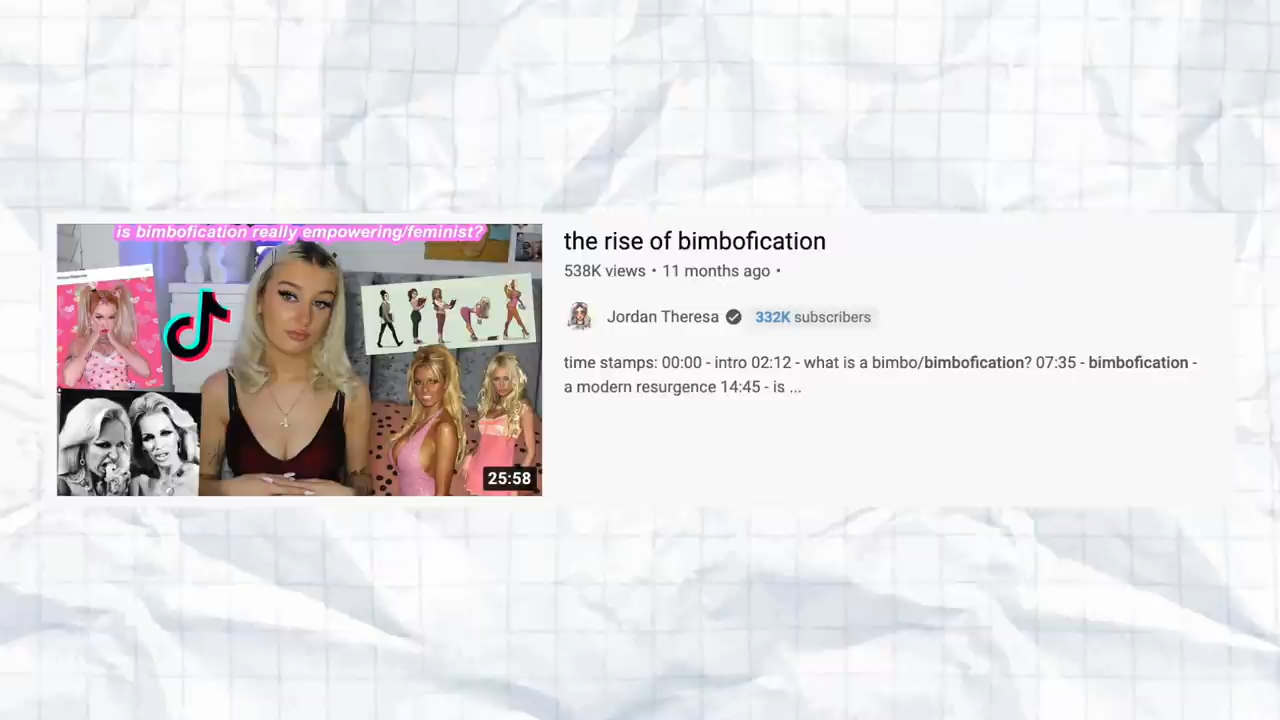 is bimbofication really empowering/feminist?
25:58
the rise of bimbofication
538K views • 11 months ago •
Jordan Theresa
332K subscribers
time stamps: 00:00 - intro 02:12 - what is a bimbo/bimbofication? 07:35 - bimbofication -
a modern resurgence 14:45 - is ...